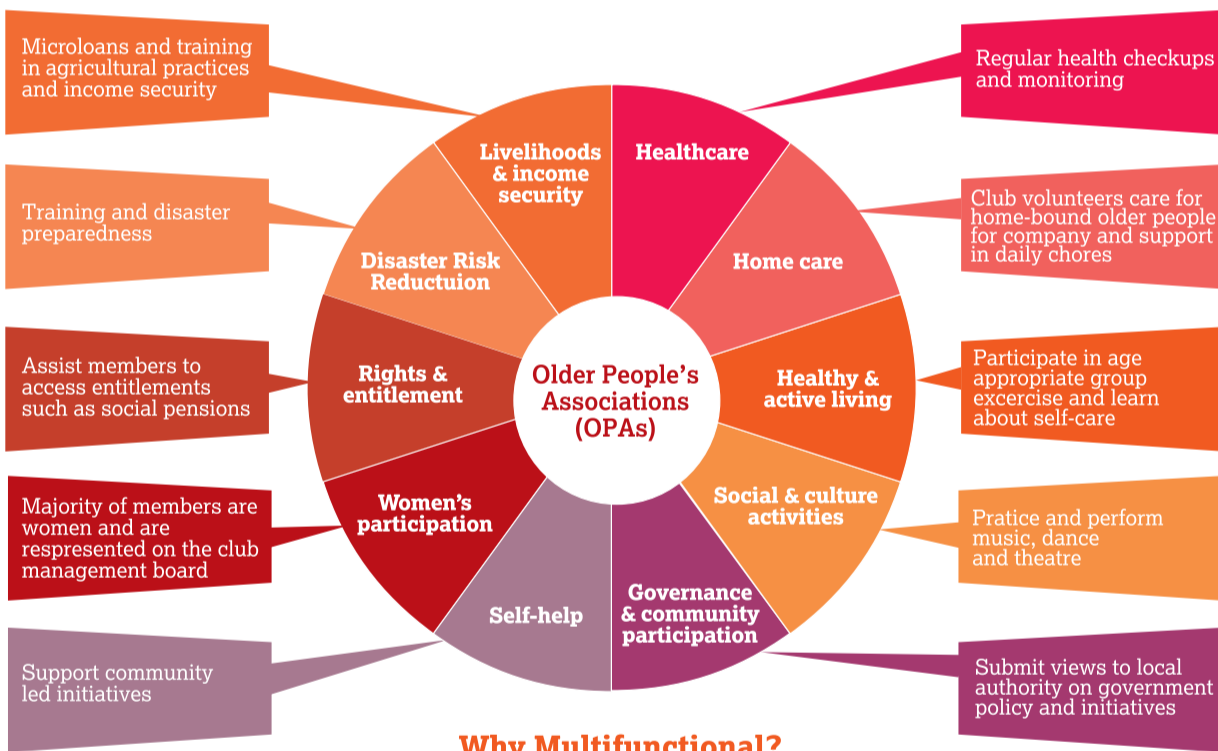 Microloans and training
in agricultural practices
and income security
Training and disaster
preparedness
Assist members to
access entitlements
such as social pensions
Majority of members are
women and are
respresented on the club
management board
Support community
led initiatives
Livelihoods
& income
security
Healthcare
Disaster Risk
Reductuion
Home care
Rights &
entitlement
Older People's
Associations
(OPAs)
Healthy &
active living
Women's
participation
Social & culture
activities
Self-help
Governance
& community
participation
Regular health checkups
and monitoring
Club volunteers care for
home-bound older people
for company and support
in daily chores
Participate in age
appropriate group
excercise and learn
about self-care
Pratice and perform
music, dance
and theatre
Submit views to local
authority on government
policy and initiatives
Why Multifunctional?